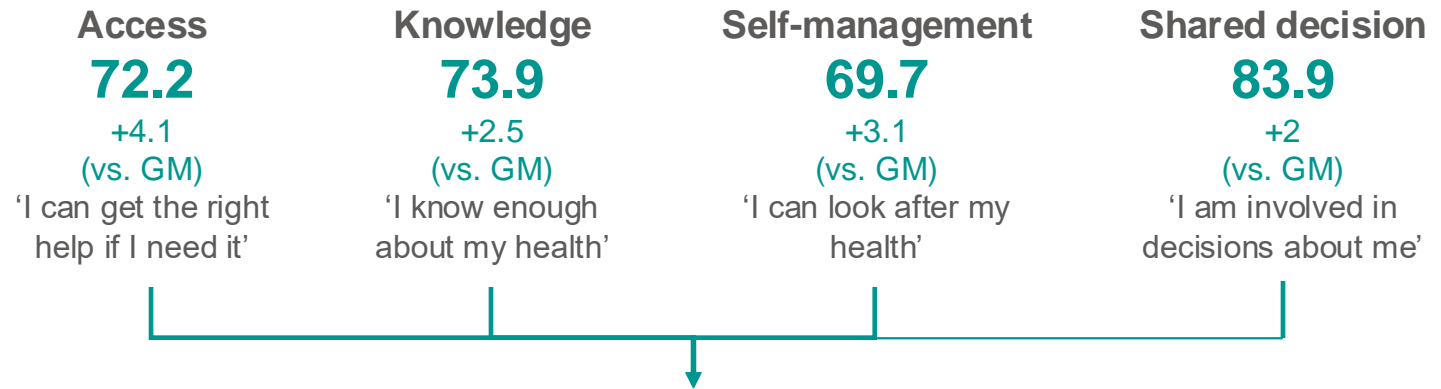 Access
72.2
+4.1
(vs. GM)
‘I can get the right
help if I need it’
Knowledge
73.9
+2.5
(vs. GM)
‘I know enough
about my health’
Self-management
69.7
+3.1
(vs. GM)
‘I can look after my
health’
Shared decision
83.9
+2
(vs. GM)
‘I am involved in
decisions about me’